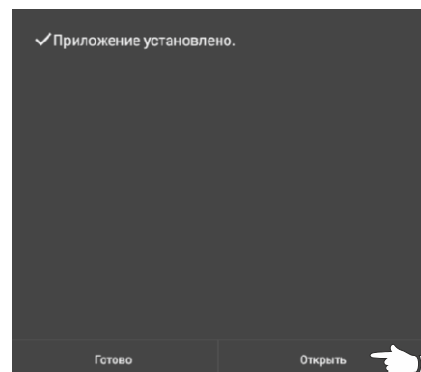 Приложение установлено.
Готово
Открыть